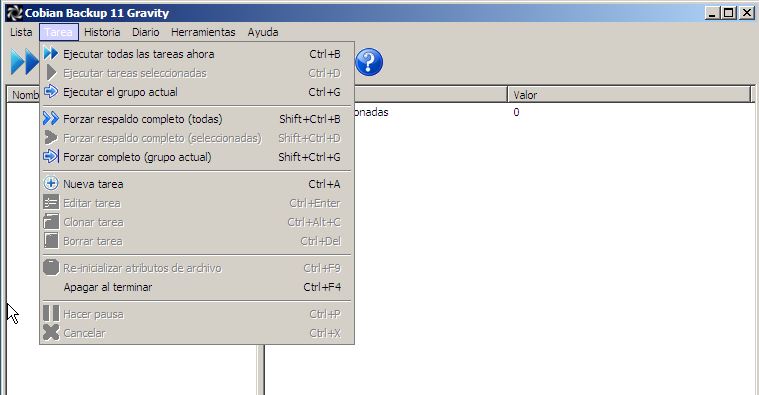 Cobian Backup 11 Gravity
Lista Tarea Historia Diario Herramientas Ayuda
Ejecutar todas las tareas ahora Ctrl+B
Ejecutar tareas seleccionadas Ctrl+D
Ejecutar el grupo actual Ctrl+G
Nomb Valor
onadas 0
Forzar respaldo completo (todas) Shift+Ctrl+B
Forzar respaldo completo (seleccionadas) Shift+Ctrl+D
Forzar completo (grupo actual) Shift+Ctrl+G
Nueva tarea Ctrl+A
Editar tarea Ctrl+Enter
Clonar tarea Ctrl+Alt+C
Borrar tarea Ctrl+Del
Re-inicializar atributos de archivo Ctrl+F9
Apagar al terminar Ctrl+F4
Hacer pausa Ctrl+P
Cancelar Ctrl+X